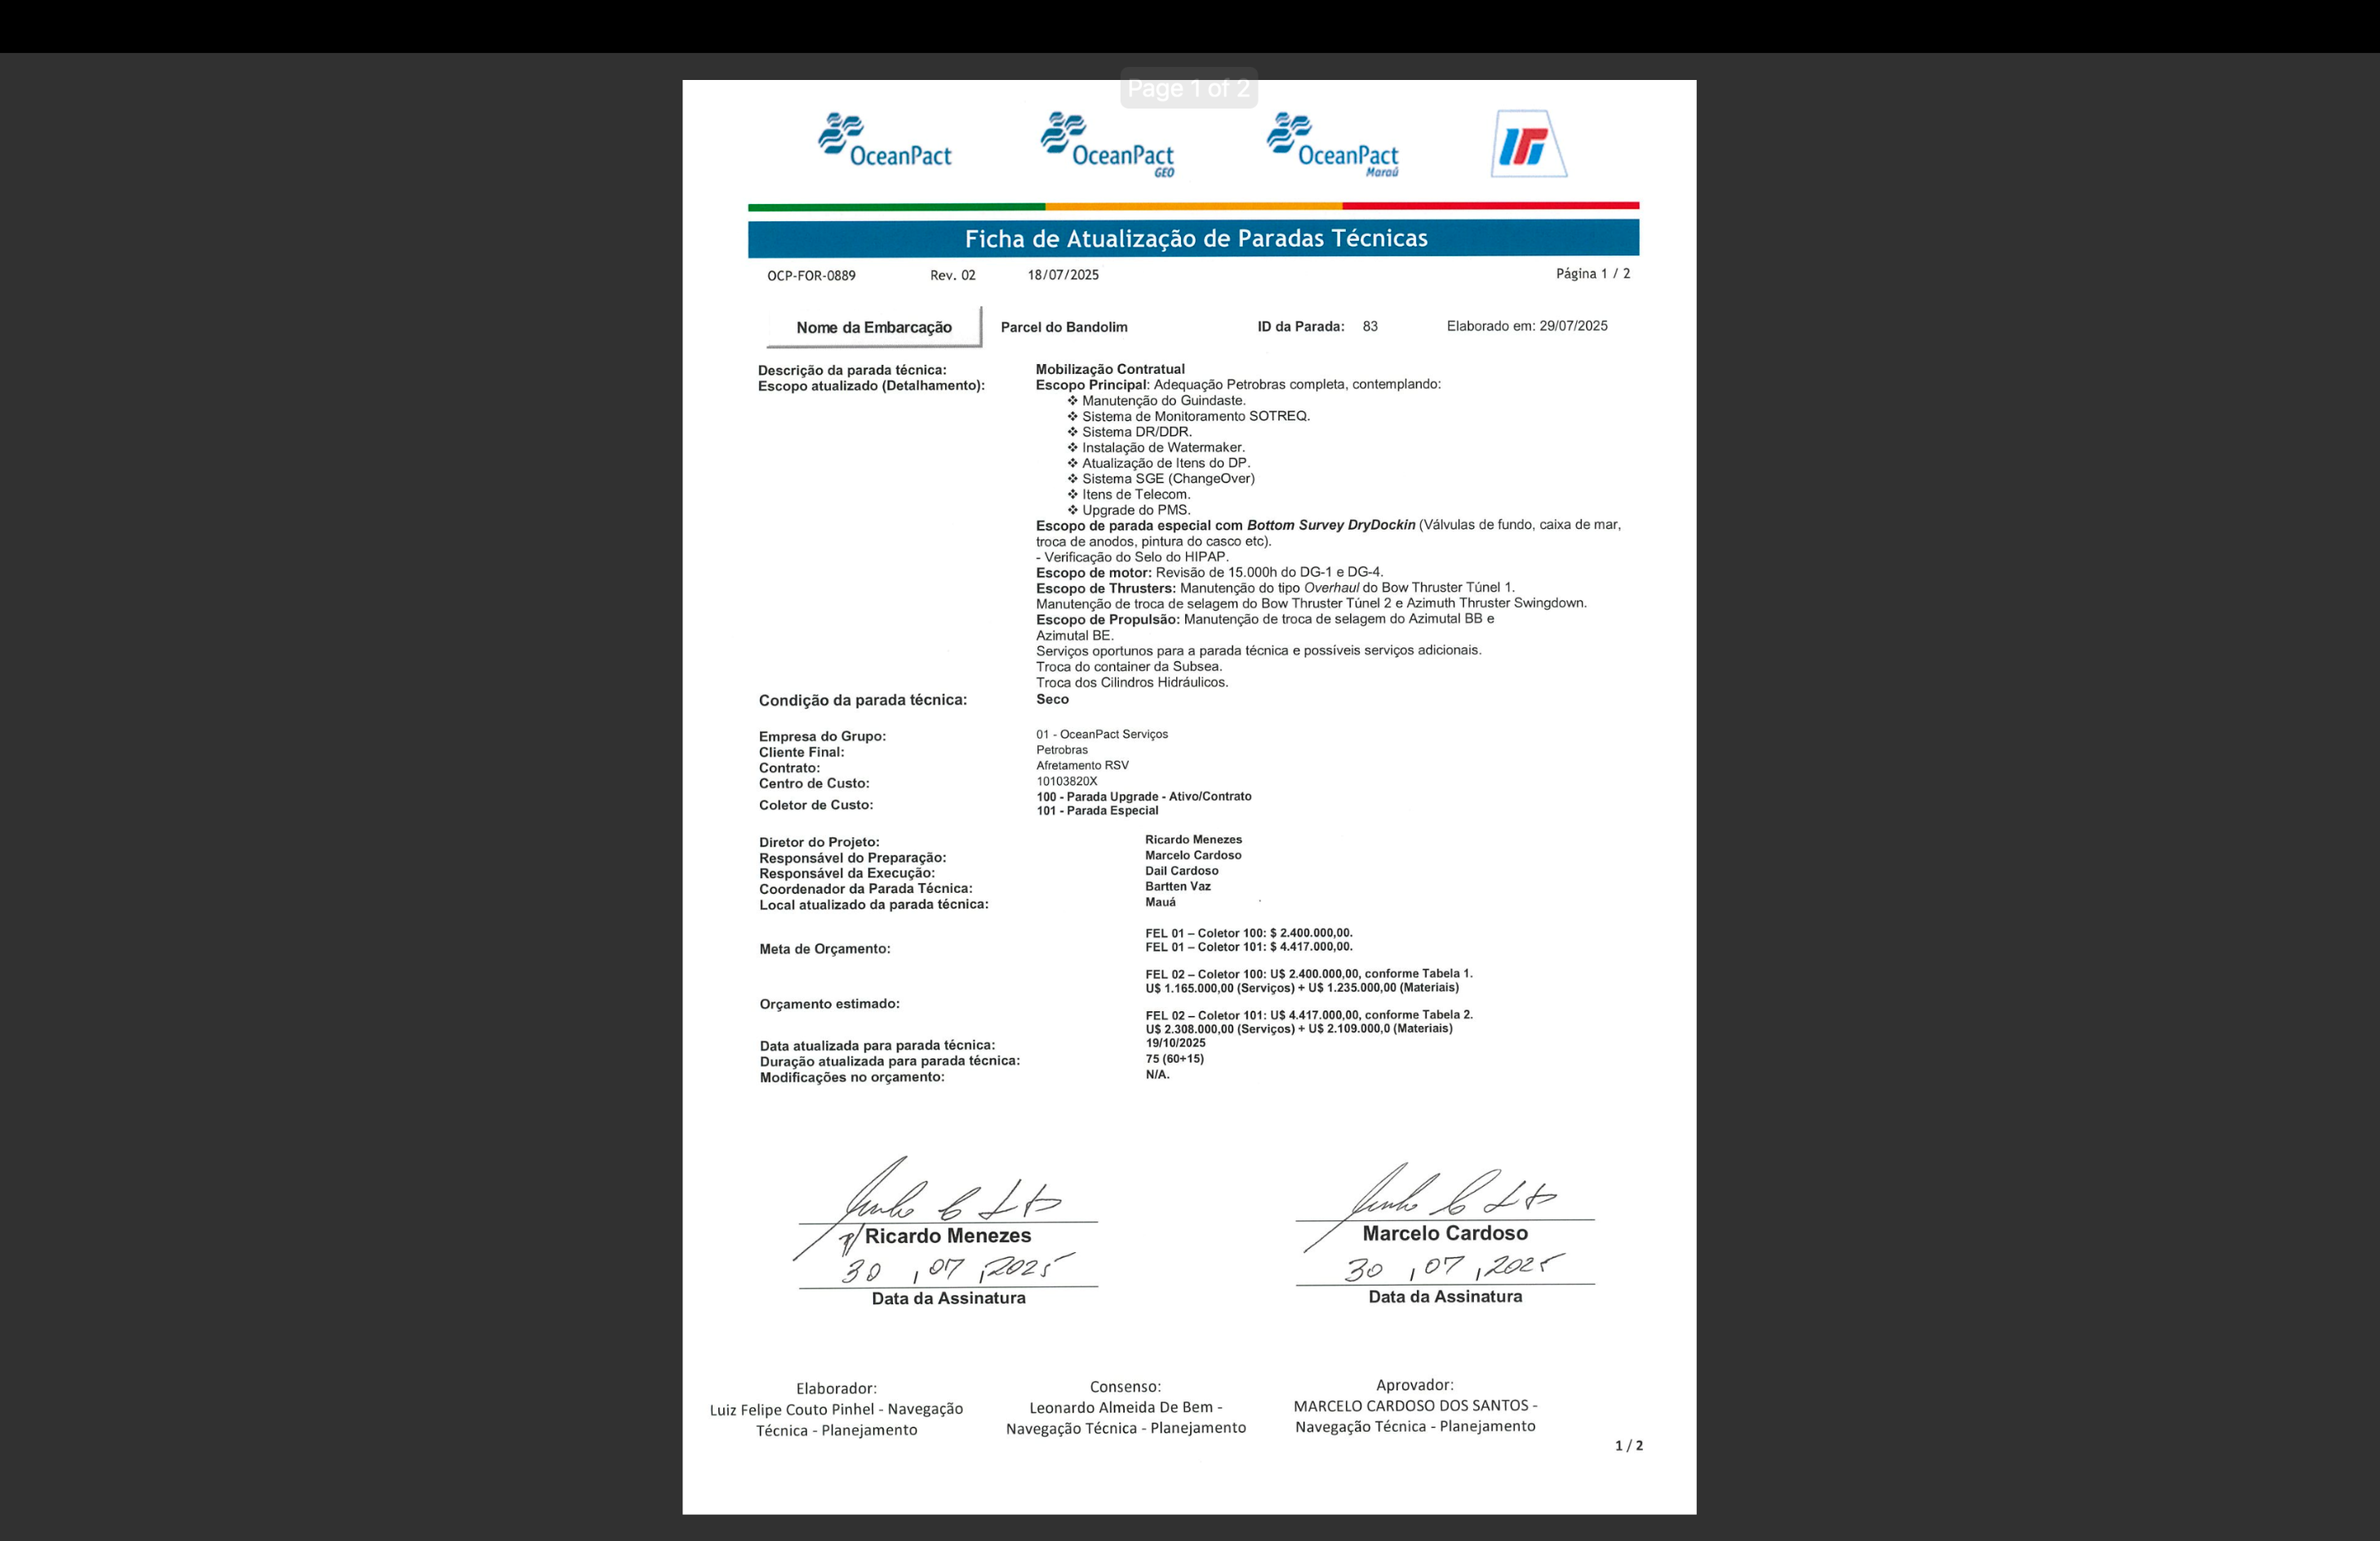 Page 1 of 2
OceanPact
OceanPact
GEO
OceanPact
Maraú
Ficha de Atualização de Paradas Técnicas
OCP-FOR-0889 Rev. 02 18/07/2025 Página 1 / 2
Nome da Embarcação Parcel do Bandolim ID da Parada: 83 Elaborado em: 29/07/2025
Descrição da parada técnica: Mobilização Contratual
Escopo atualizado (Detalhamento): Escopo Principal: Adequação Petrobras completa, contemplando:
❖ Manutenção do Guindaste.
❖ Sistema de Monitoramento SOTREQ.
❖ Sistema DR/DDR.
❖ Instalação de Watermaker.
❖ Atualização de Itens do DP.
❖ Sistema SGE (ChangeOver)
❖ Itens de Telecom.
❖ Upgrade do PMS.
Escopo de parada especial com Bottom Survey DryDockin (Válvulas de fundo, caixa de mar,
troca de anodos, pintura do casco etc).
- Verificação do Selo do HIPAP.
Escopo de motor: Revisão de 15.000h do DG-1 e DG-4.
Escopo de Thrusters: Manutenção do tipo Overhaul do Bow Thruster Túnel 1.
Manutenção de troca de selagem do Bow Thruster Túnel 2 e Azimuth Thruster Swingdown.
Escopo de Propulsão: Manutenção de troca de selagem do Azimutal BB e
Azimutal BE.
Serviços oportunos para a parada técnica e possíveis serviços adicionais.
Troca do container da Subsea.
Troca dos Cilindros Hidráulicos.
Condição da parada técnica: Seco
Empresa do Grupo: 01 - OceanPact Serviços
Cliente Final: Petrobras
Contrato: Afretamento RSV
Centro de Custo: 10103820X
Coletor de Custo: 100 - Parada Upgrade - Ativo/Contrato
101 - Parada Especial
Diretor do Projeto: Ricardo Menezes
Responsável do Preparação: Marcelo Cardoso
Responsável da Execução: Dail Cardoso
Coordenador da Parada Técnica: Bartten Vaz
Local atualizado da parada técnica: Mauá
Meta de Orçamento: FEL 01 – Coletor 100: $ 2.400.000,00.
FEL 01 – Coletor 101: $ 4.417.000,00.
Orçamento estimado: FEL 02 – Coletor 100: U$ 2.400.000,00, conforme Tabela 1.
U$ 1.165.000,00 (Serviços) + U$ 1.235.000,00 (Materiais)
FEL 02 – Coletor 101: U$ 4.417.000,00, conforme Tabela 2.
U$ 2.308.000,00 (Serviços) + U$ 2.109.000,0 (Materiais)
Data atualizada para parada técnica: 19/10/2025
Duração atualizada para parada técnica: 75 (60+15)
Modificações no orçamento: N/A.
p/ Ricardo Menezes
30 , 07 , 2025
Data da Assinatura
Marcelo Cardoso
30 , 07 , 2025
Data da Assinatura
Elaborador:
Luiz Felipe Couto Pinhel - Navegação
Técnica - Planejamento
Consenso:
Leonardo Almeida De Bem -
Navegação Técnica - Planejamento
Aprovador:
MARCELO CARDOSO DOS SANTOS -
Navegação Técnica - Planejamento
1 / 2